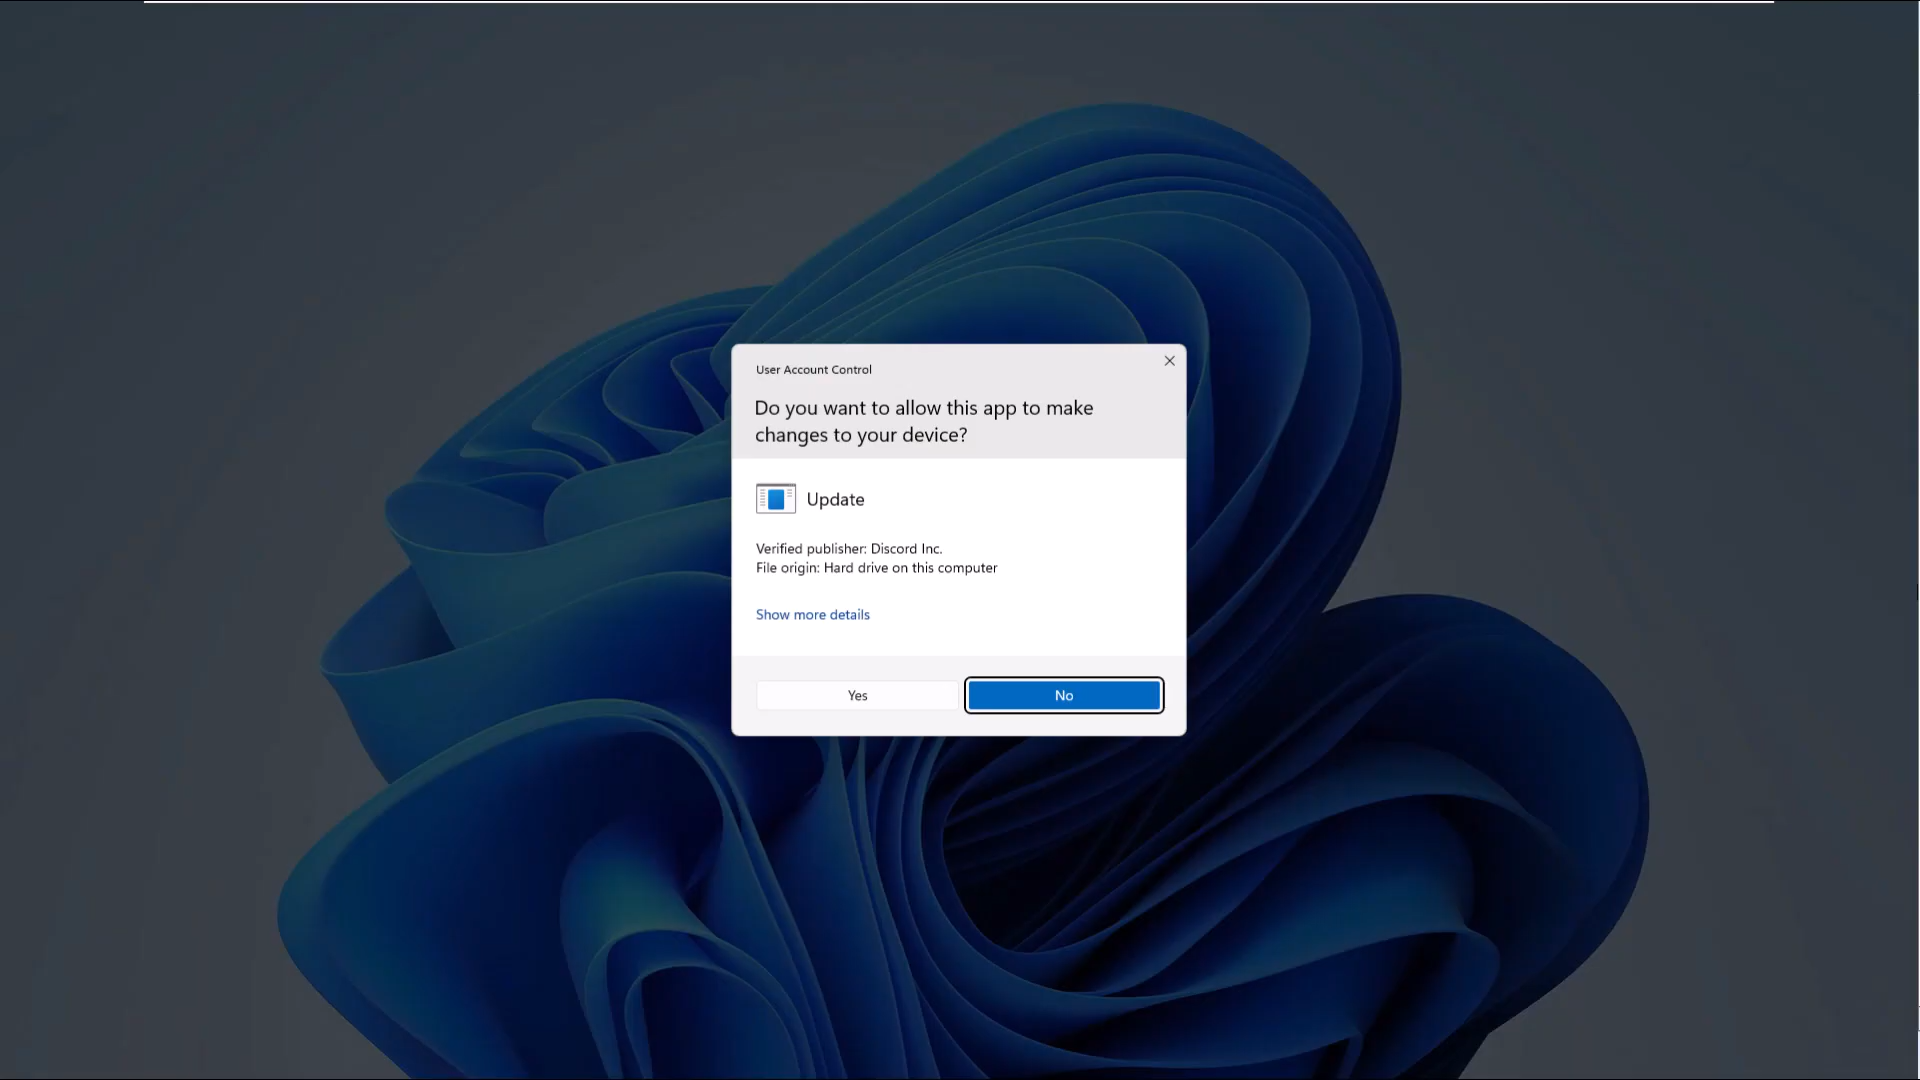 User Account Control
Do you want to allow this app to make
changes to your device?
Update
Verified publisher: Discord Inc.
File origin: Hard drive on this computer
Show more details
Yes
No